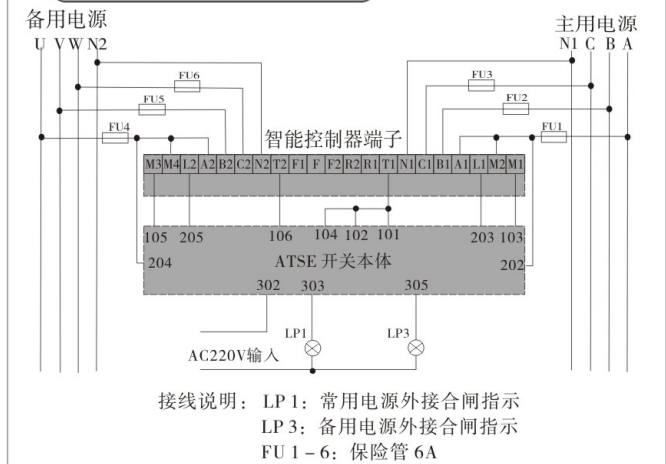 备用电源 主用电源
U V W N2 N1 C B A
FU6 FU3
FU5 FU2
FU4 FU1
智能控制器端子
M3 M4 L2 A2 B2 C2 N2 T2 F1 F F2 R2 R1 T1 N1 C1 B1 A1 L1 M2 M1
105 205 106 104 102 101 203 103
204 ATSE 开关本体 202
302 303 305
LP1 LP3
AC220V输入
接线说明: LP 1: 常用电源外接合闸指示
LP 3: 备用电源外接合闸指示
FU 1-6: 保险管 6A